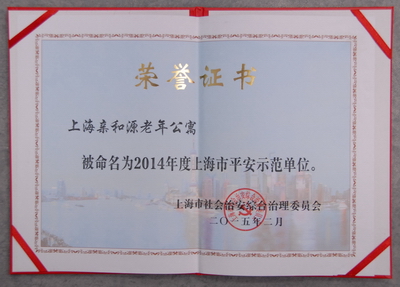 荣誉证书
上海亲和源老年公寓
被命名为2014年度上海市平安示范单位。
上海市社会治安综合治理委员会
二〇一五年二月